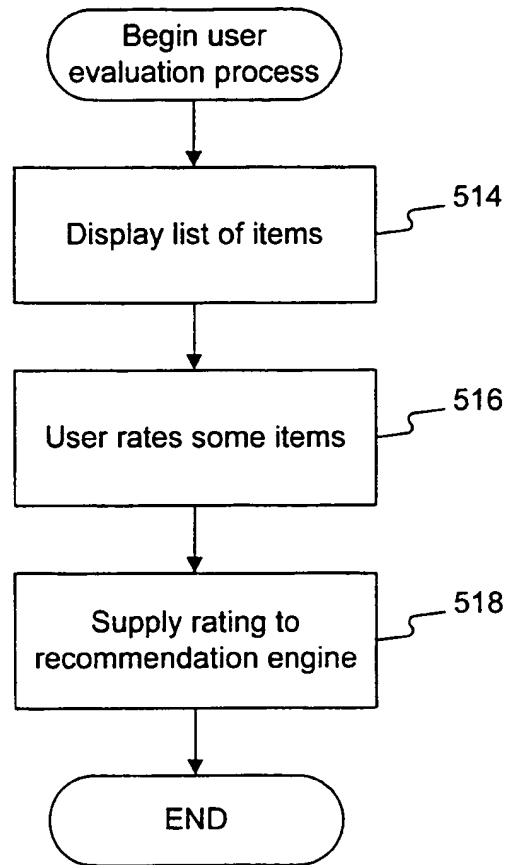 Begin user
evaluation process
514
Display list of items
516
User rates some items
518
Supply rating to
recommendation engine
END